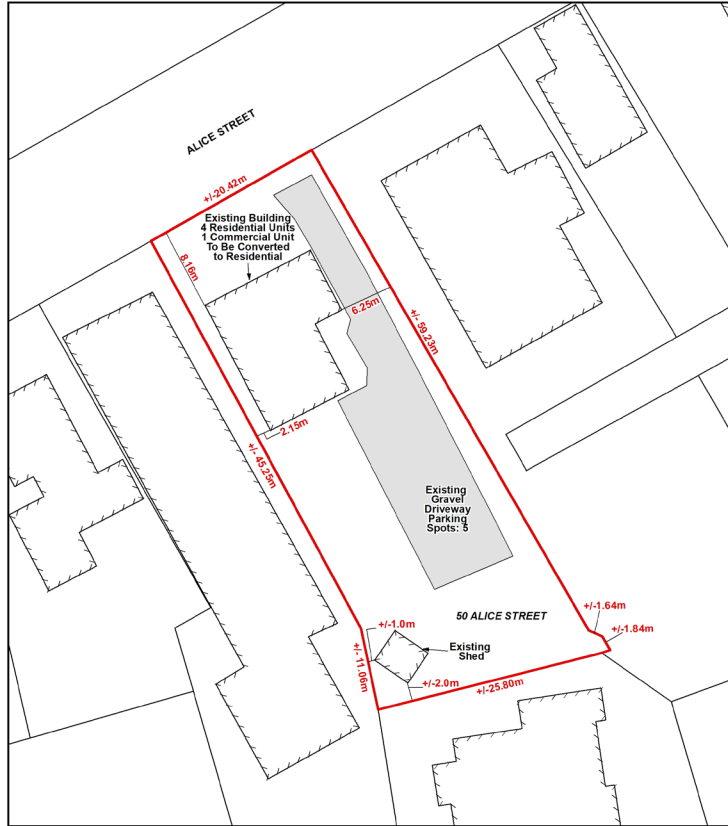 ALICE STREET
+/-20.42m
Existing Building
4 Residential Units
1 Commercial Unit
To Be Converted
to Residential
8.16m
6.25m
+/- 59.23m
2.15m
+/- 45.25m
Existing
Gravel
Driveway
Parking
Spots: 5
50 ALICE STREET
+/-1.64m
+/-1.84m
+/-1.0m
Existing
Shed
+/- 11.06m
+/-2.0m
+/-25.80m